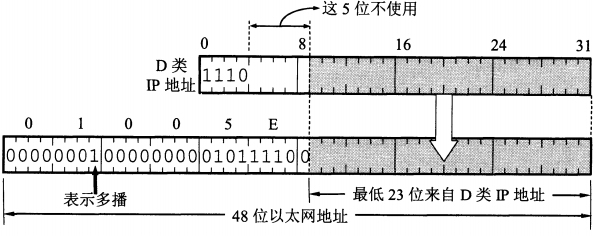 这 5 位不使用
0 8 16 24 31
D 类
IP 地址
1110
0 1 0 0 5 E
00000001 00000000 01011110 0
表示多播
最低 23 位来自 D 类 IP 地址
48 位以太网地址